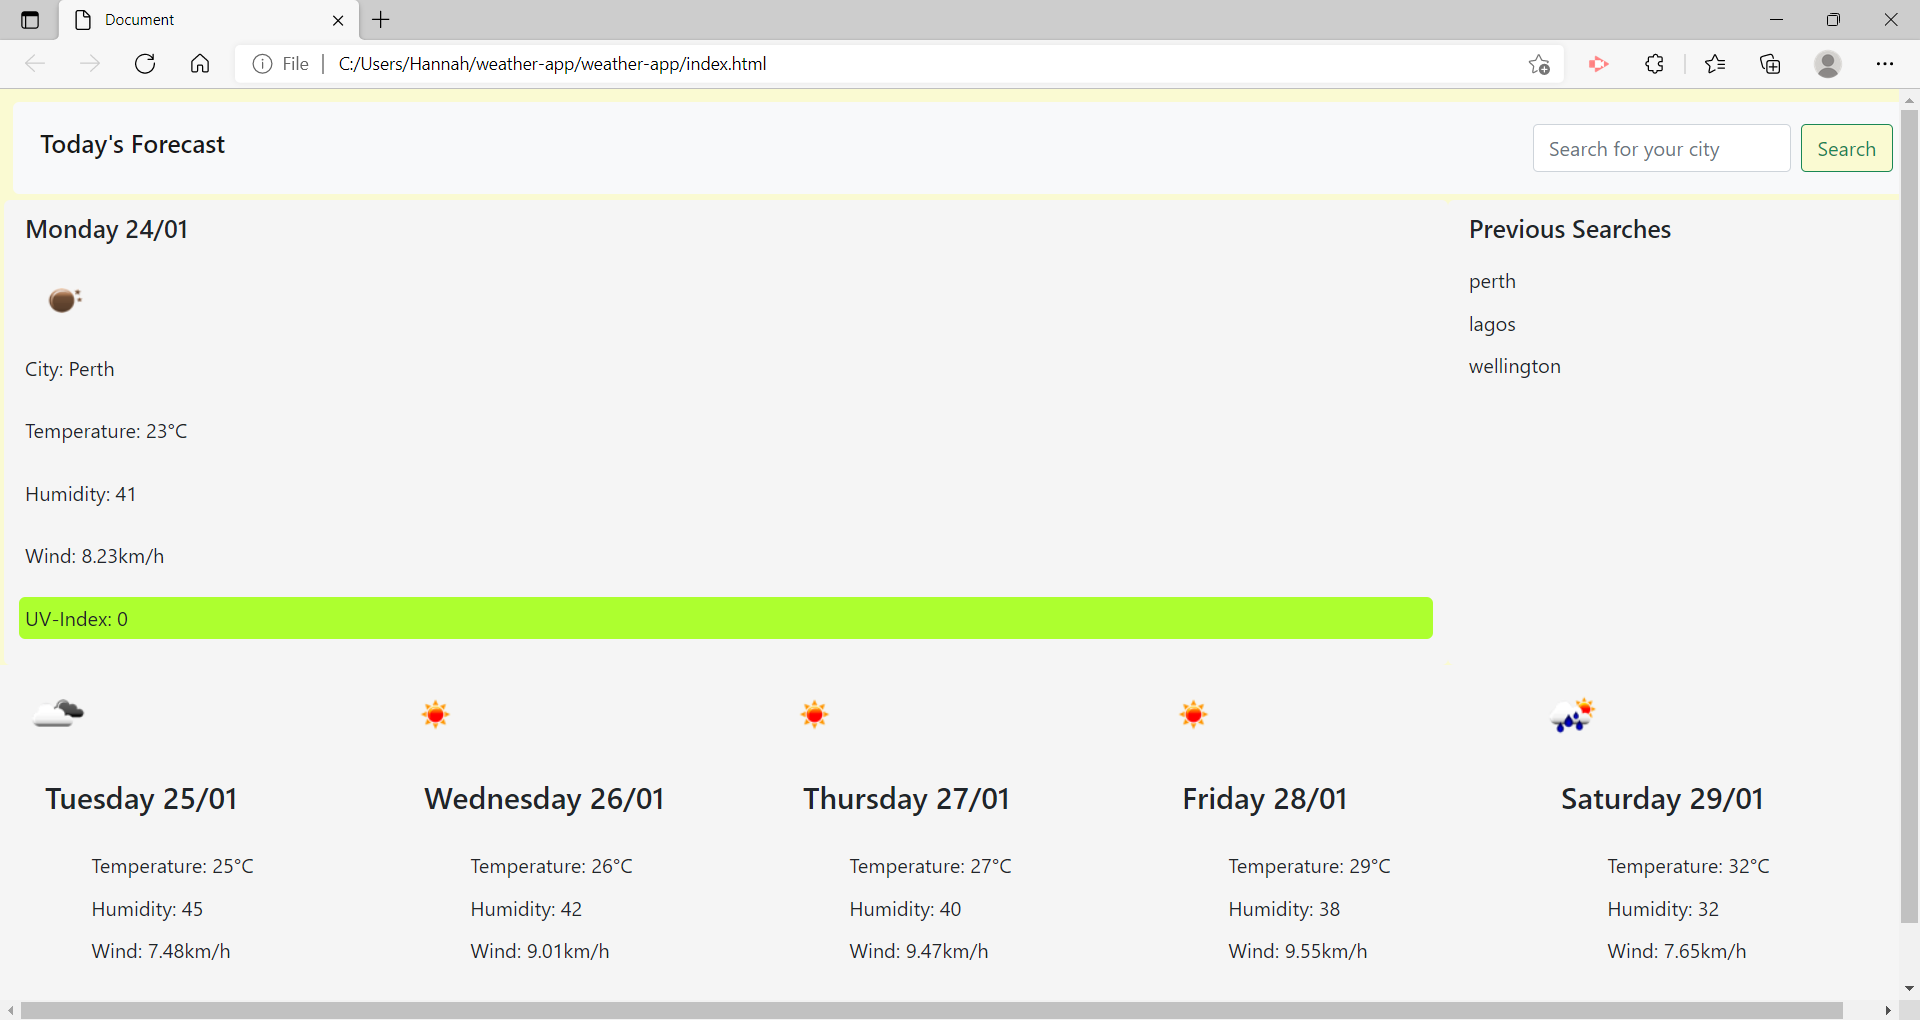 Document
File
C:/Users/Hannah/weather-app/weather-app/index.html
Today's Forecast
Search for your city
Search
Monday 24/01
City: Perth
Temperature: 23°C
Humidity: 41
Wind: 8.23km/h
UV-Index: 0
Previous Searches
perth
lagos
wellington
Tuesday 25/01
Temperature: 25°C
Humidity: 45
Wind: 7.48km/h
Wednesday 26/01
Temperature: 26°C
Humidity: 42
Wind: 9.01km/h
Thursday 27/01
Temperature: 27°C
Humidity: 40
Wind: 9.47km/h
Friday 28/01
Temperature: 29°C
Humidity: 38
Wind: 9.55km/h
Saturday 29/01
Temperature: 32°C
Humidity: 32
Wind: 7.65km/h